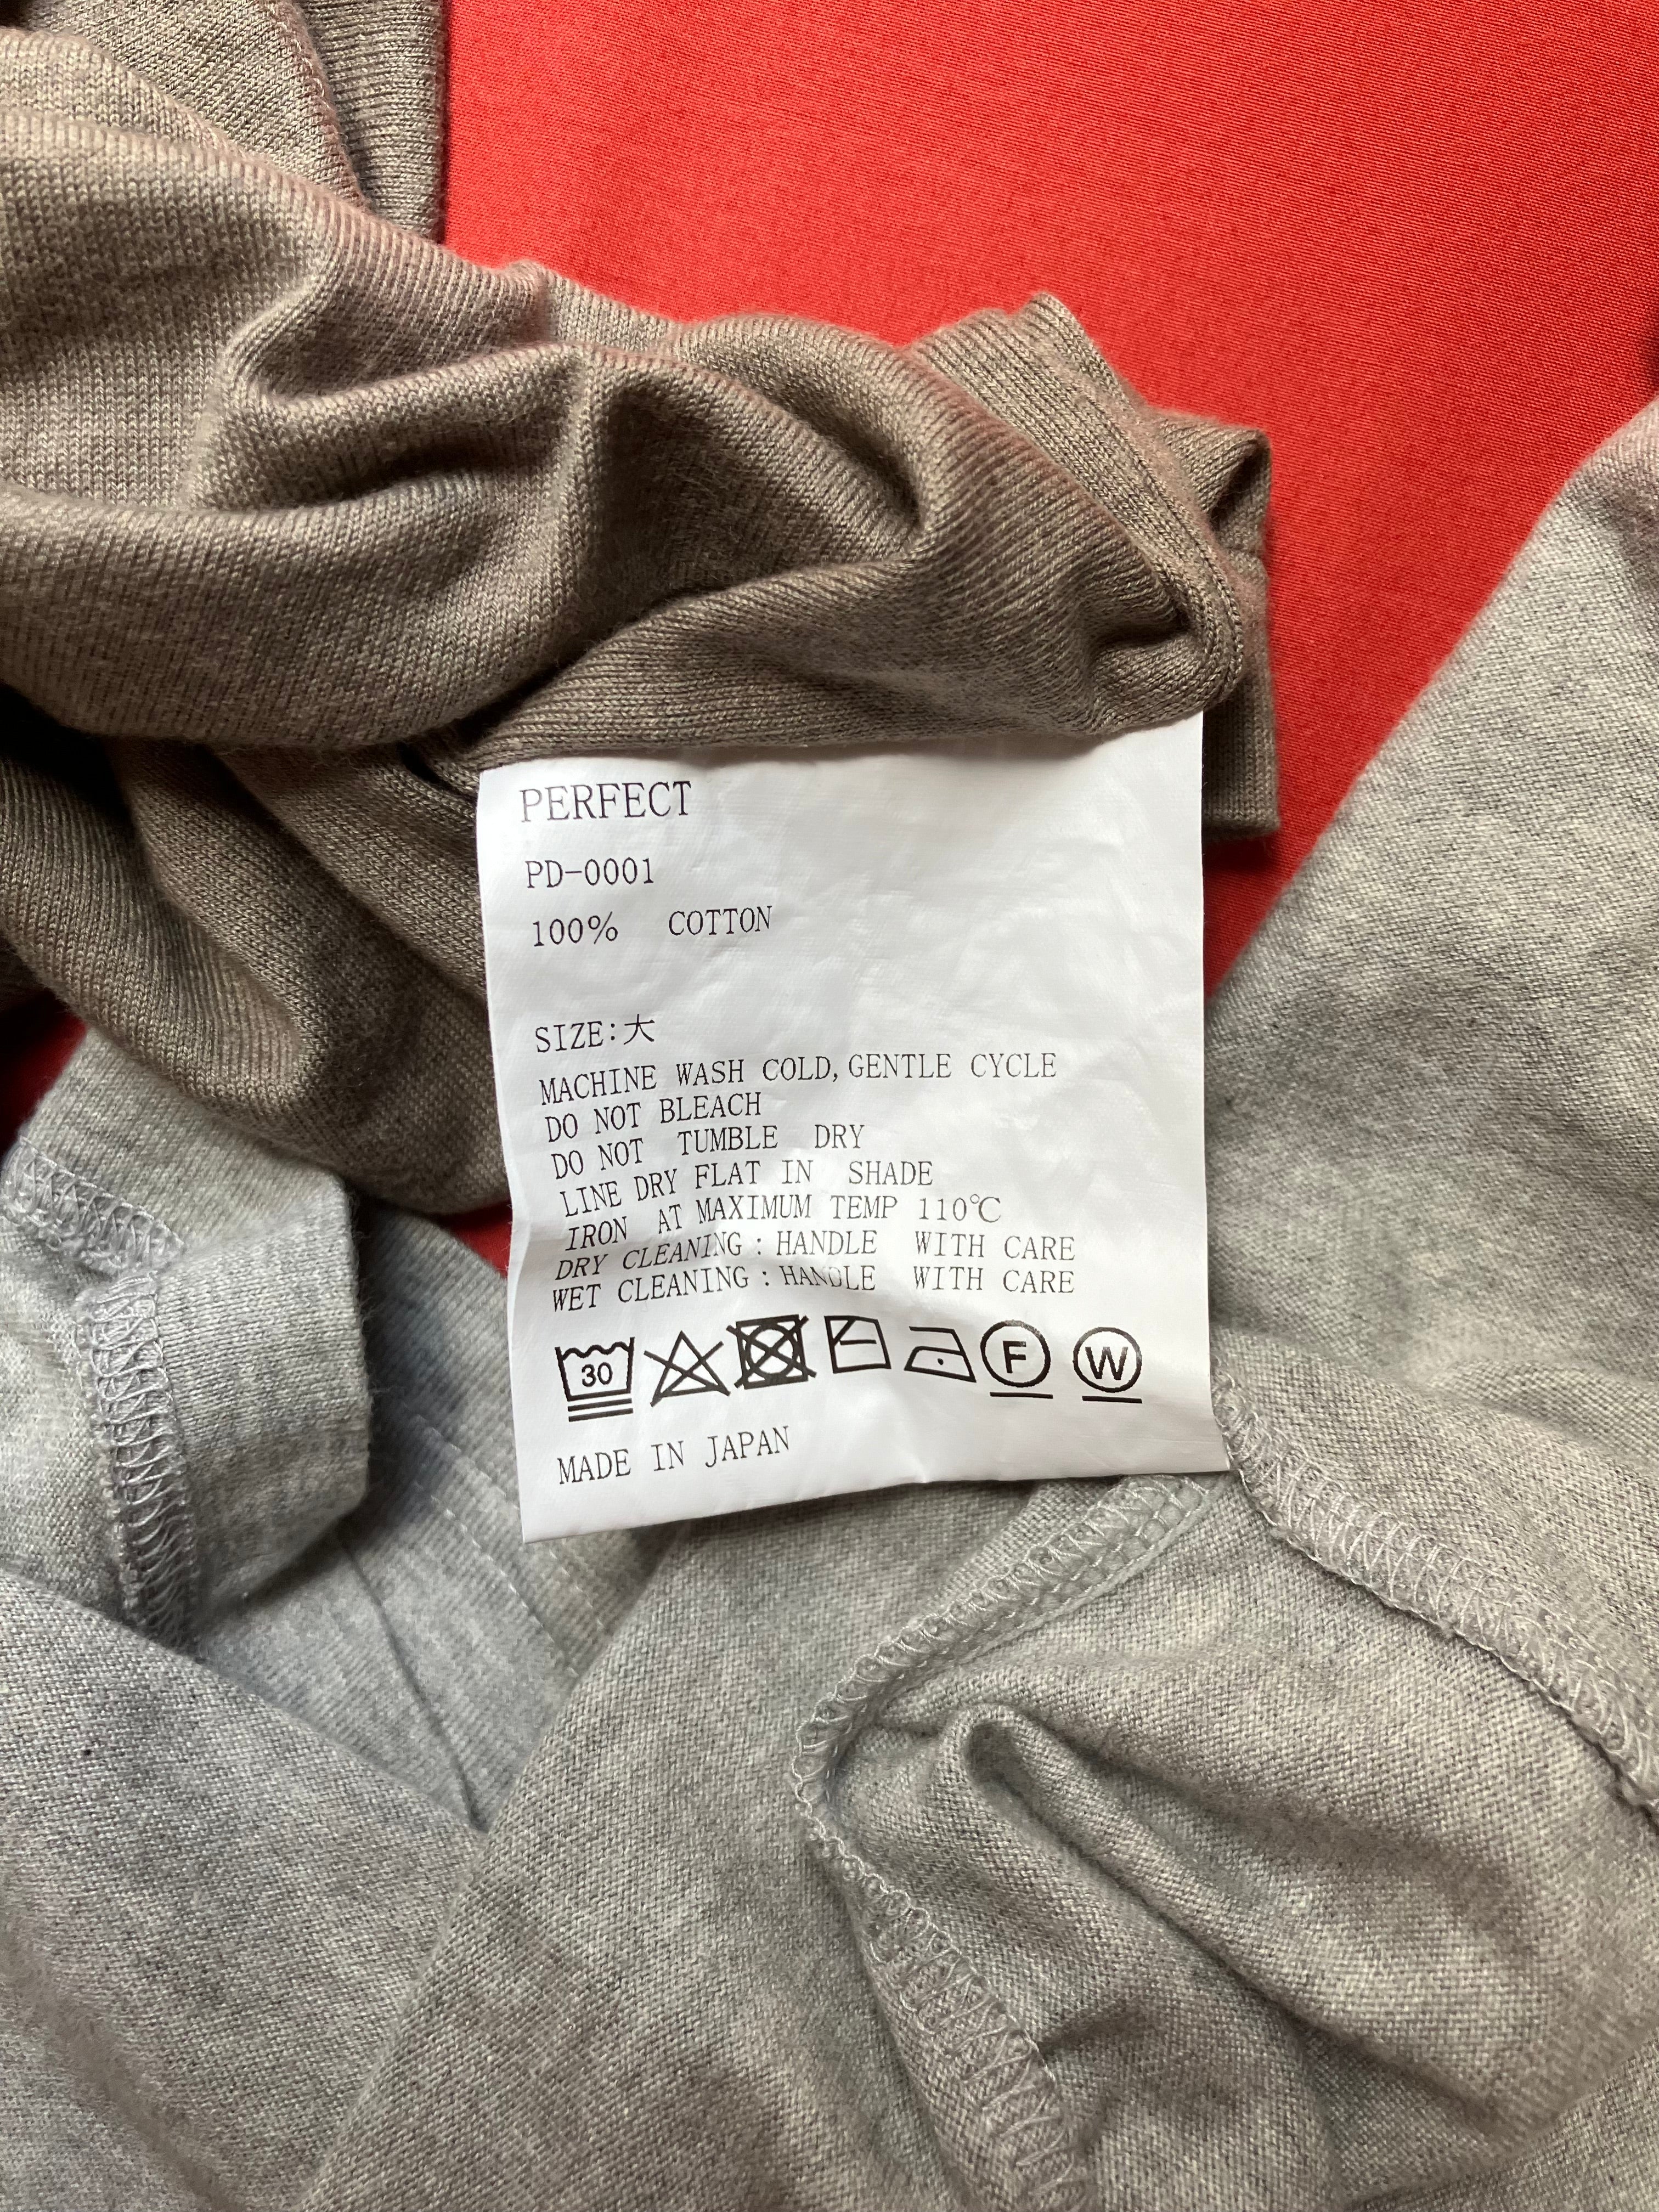 PERFECT
PD-0001
100% COTTON
SIZE:大
MACHINE WASH COLD, GENTLE CYCLE
DO NOT BLEACH
DO NOT TUMBLE DRY
LINE DRY FLAT IN SHADE
IRON AT MAXIMUM TEMP 110℃
DRY CLEANING : HANDLE WITH CARE
WET CLEANING : HANDLE WITH CARE
30 F W
MADE IN JAPAN